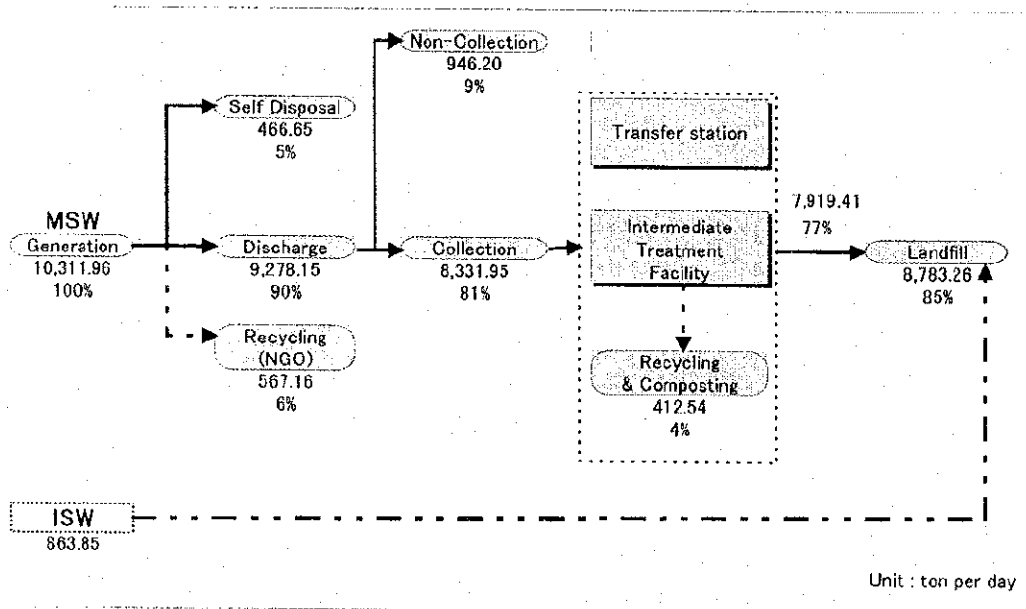 Non-Collection
946.20
9%
Self Disposal
466.65
5%
Transfer station
MSW
Generation
10,311.96
100%
Discharge
9,278.15
90%
Collection
8,331.95
81%
Intermediate
Treatment
Facility
7,919.41
77%
Landfill
8,783.26
85%
Recycling
(NGO)
567.16
6%
Recycling
& Composting
412.54
4%
ISW
863.85
Unit : ton per day